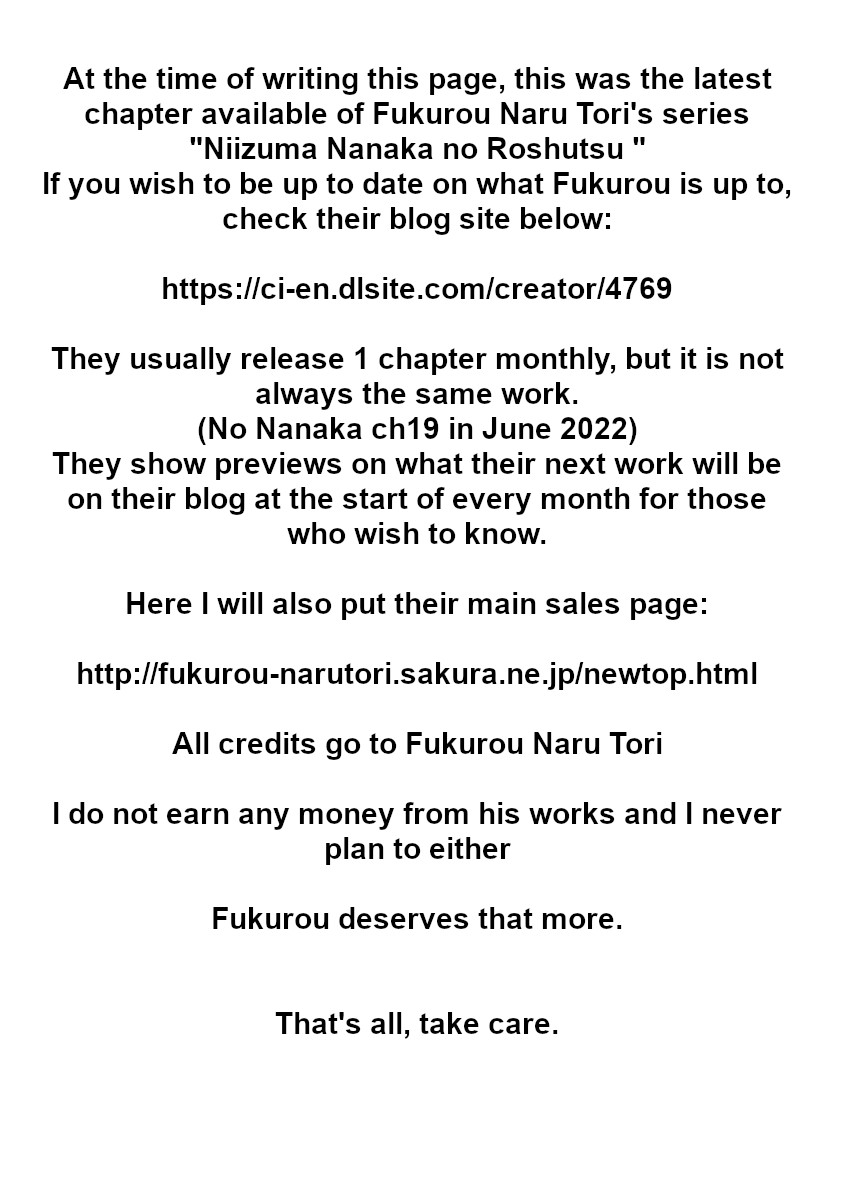 At the time of writing this page, this was the latest
chapter available of Fukurou Naru Tori's series
"Niizuma Nanaka no Roshutsu "
If you wish to be up to date on what Fukurou is up to,
check their blog site below:
https://ci-en.dlsite.com/creator/4769
They usually release 1 chapter monthly, but it is not
always the same work.
(No Nanaka ch19 in June 2022)
They show previews on what their next work will be
on their blog at the start of every month for those
who wish to know.
Here I will also put their main sales page:
http://fukurou-narutori.sakura.ne.jp/newtop.html
All credits go to Fukurou Naru Tori
I do not earn any money from his works and I never
plan to either
Fukurou deserves that more.
That's all, take care.